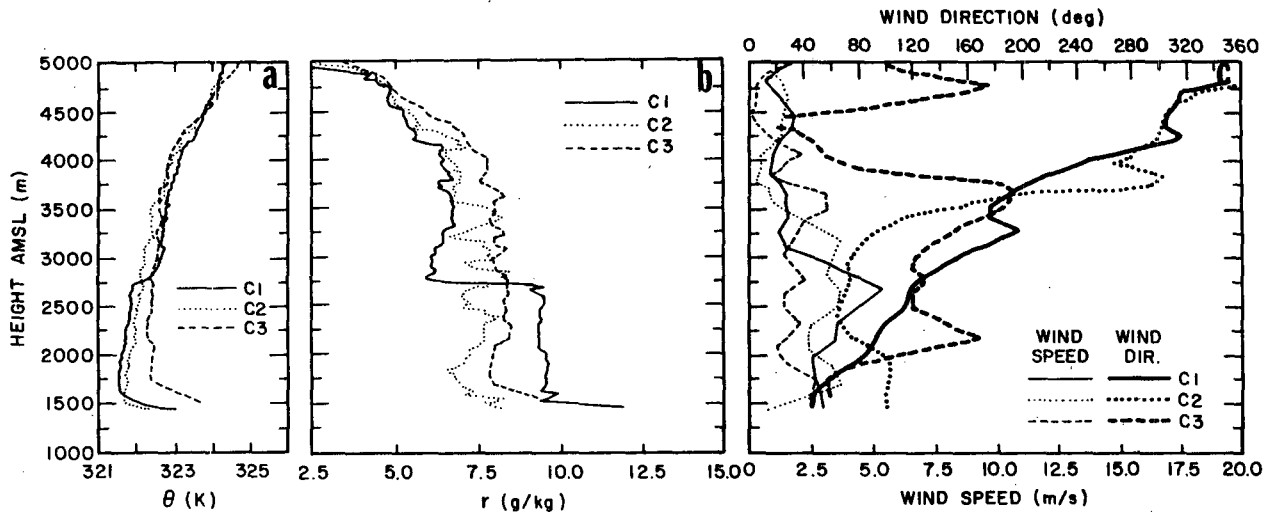 WIND DIRECTION (deg)
0 40 80 120 160 200 240 280 320 360
a
b
C
5000
4500
4000
3500
3000
2500
2000
1500
1000
HEIGHT AMSL (m)
C1
C2
C3
321 323 325
θ (K)
C1
C2
C3
2.5 5.0 7.5 10.0 12.5 15.0
r (g/kg)
WIND SPEED WIND DIR.
C1
C2
C3
0 2.5 5.0 7.5 10.0 12.5 15.0 17.5 20.0
WIND SPEED (m/s)